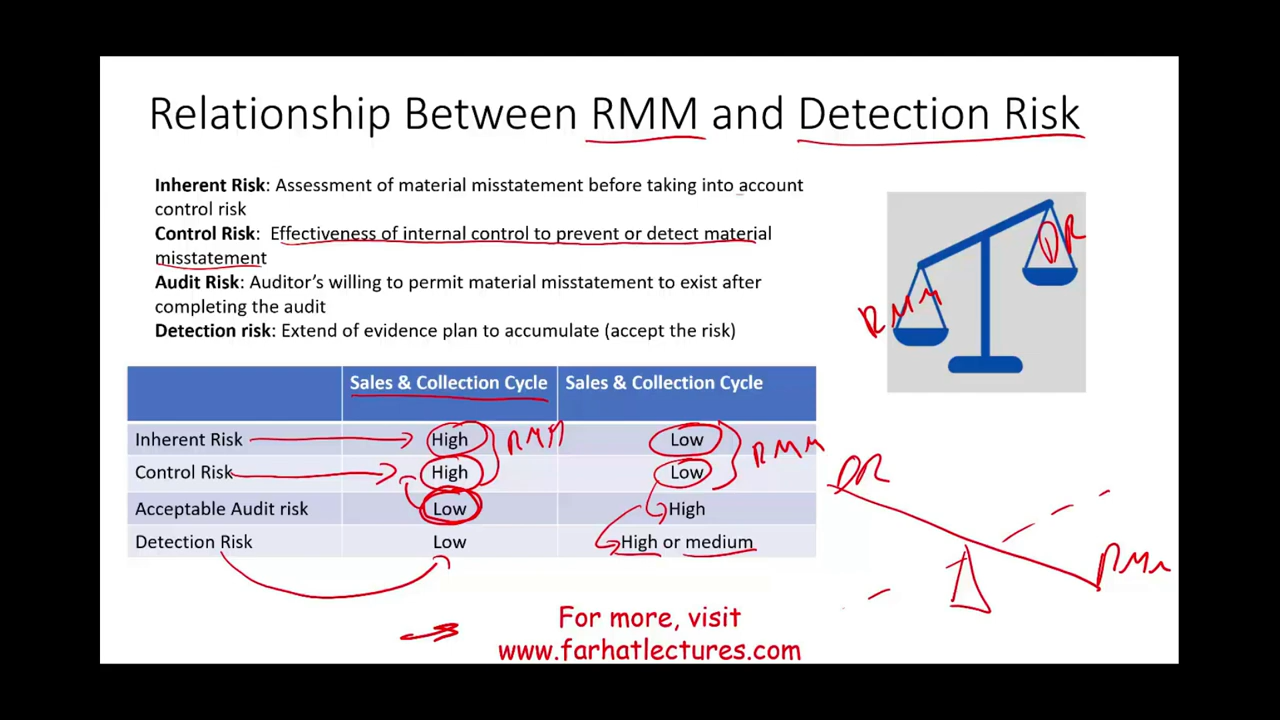 Relationship Between RMM and Detection Risk
Inherent Risk: Assessment of material misstatement before taking into account
control risk
Control Risk: Effectiveness of internal control to prevent or detect material
misstatement
Audit Risk: Auditor's willing to permit material misstatement to exist after
completing the audit
Detection risk: Extend of evidence plan to accumulate (accept the risk)
RMM
DR
Sales & Collection Cycle Sales & Collection Cycle
Inherent Risk High RMM Low RMM
Control Risk High Low
Acceptable Audit risk Low High
Detection Risk Low High or medium
DR
RMM
For more, visit
www.farhatlectures.com